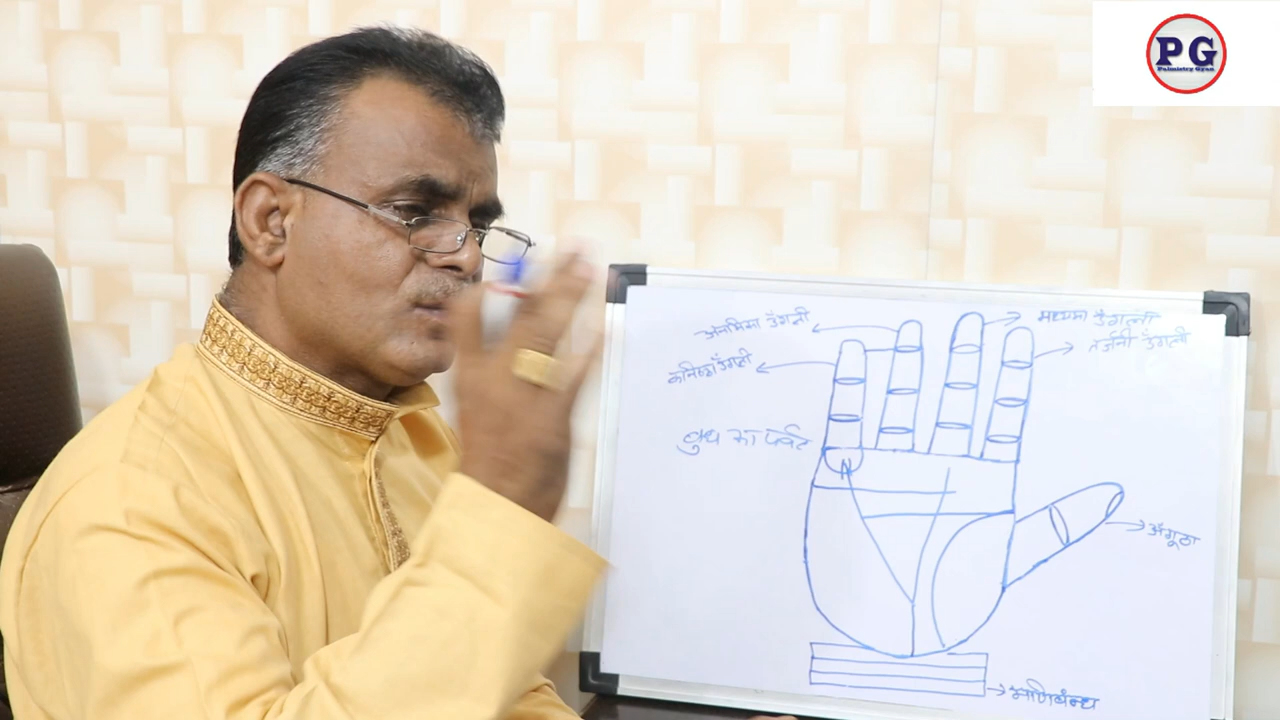 PG
Palmistry Gyan
अनामिका उँगली
मध्यमा उँगली
तर्जनी उँगली
कनिष्ठा उँगली
बुध का पर्वत
अँगूठा
मणिबंन्ध